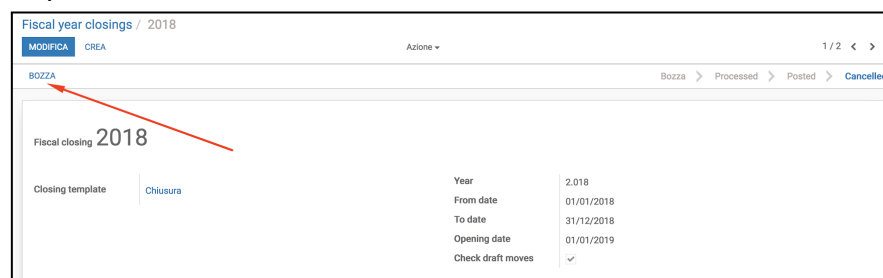 Fiscal year closings / 2018
MODIFICA CREA Azione 1 / 2
BOZZA Bozza Processed Posted Cancelled
Fiscal closing 2018
Closing template Chiusura
Year 2.018
From date 01/01/2018
To date 31/12/2018
Opening date 01/01/2019
Check draft moves